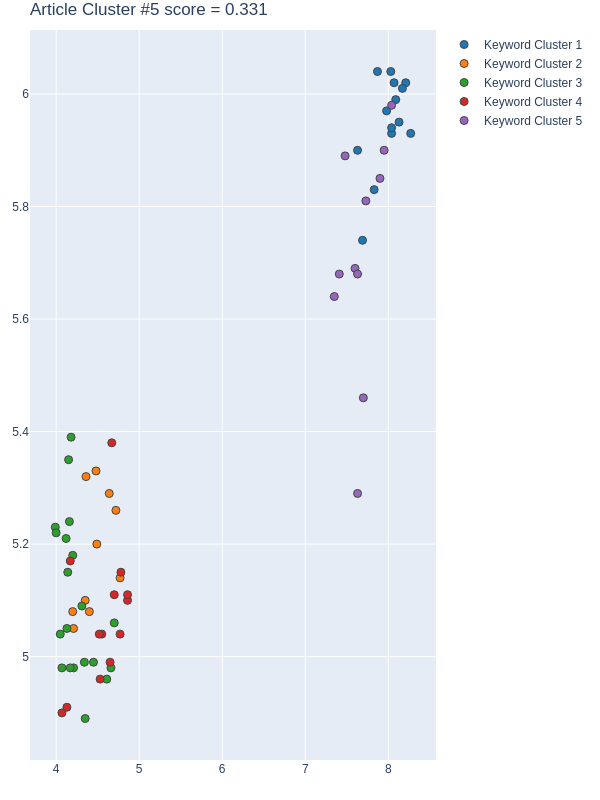 Article Cluster #5 score = 0.331
Keyword Cluster 1
Keyword Cluster 2
Keyword Cluster 3
Keyword Cluster 4
Keyword Cluster 5
6
5.8
5.6
5.4
5.2
5
4 5 6 7 8